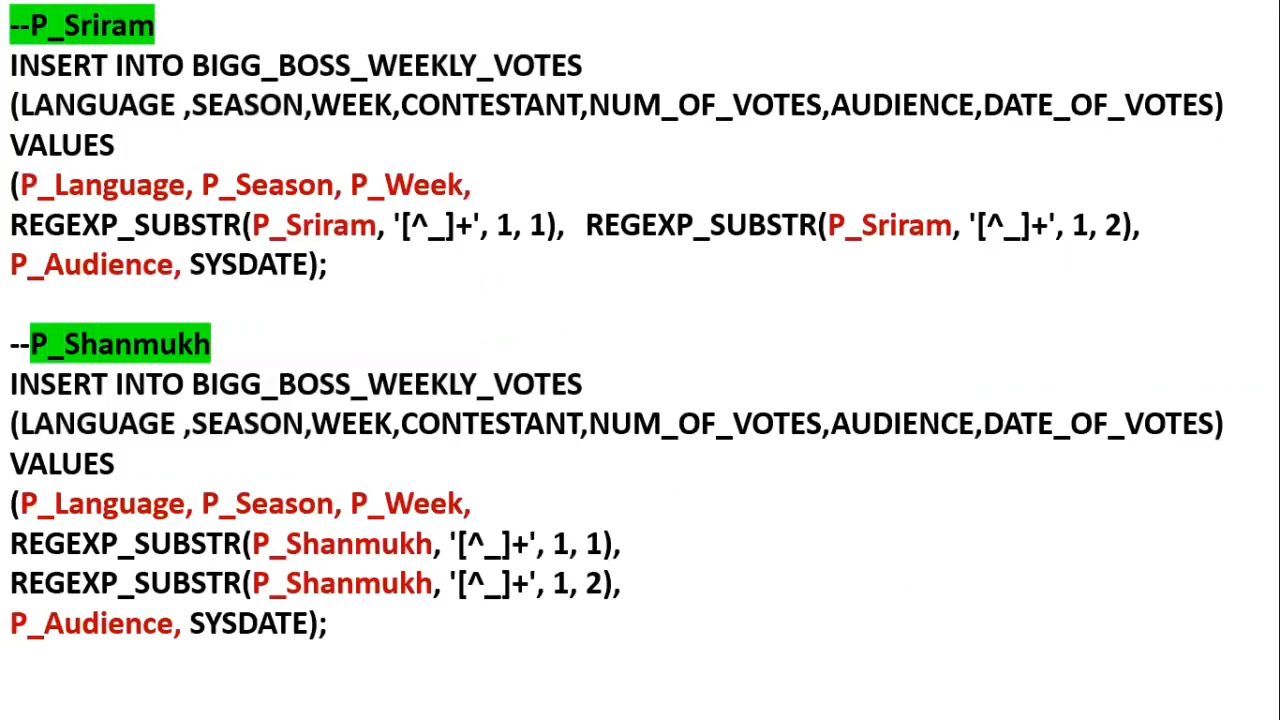 --P_Sriram
INSERT INTO BIGG_BOSS_WEEKLY_VOTES
(LANGUAGE ,SEASON,WEEK,CONTESTANT,NUM_OF_VOTES,AUDIENCE,DATE_OF_VOTES)
VALUES
(P_Language, P_Season, P_Week,
REGEXP_SUBSTR(P_Sriram, '[^_]+', 1, 1),   REGEXP_SUBSTR(P_Sriram, '[^_]+', 1, 2),
P_Audience, SYSDATE);
--P_Shanmukh
INSERT INTO BIGG_BOSS_WEEKLY_VOTES
(LANGUAGE ,SEASON,WEEK,CONTESTANT,NUM_OF_VOTES,AUDIENCE,DATE_OF_VOTES)
VALUES
(P_Language, P_Season, P_Week,
REGEXP_SUBSTR(P_Shanmukh, '[^_]+', 1, 1),
REGEXP_SUBSTR(P_Shanmukh, '[^_]+', 1, 2),
P_Audience, SYSDATE);